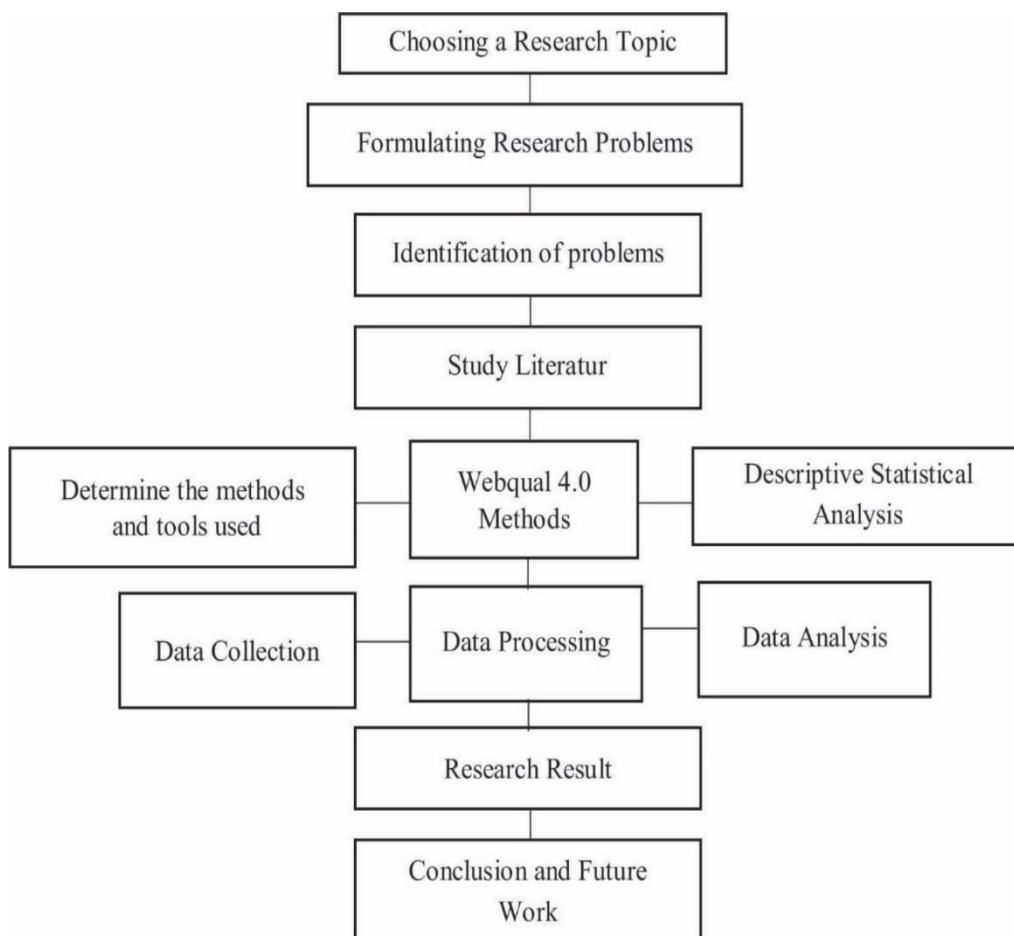 Choosing a Research Topic
Formulating Research Problems
Identification of problems
Study Literatur
Determine the methods
and tools used
Webqual 4.0
Methods
Descriptive Statistical
Analysis
Data Collection
Data Processing
Data Analysis
Research Result
Conclusion and Future
Work